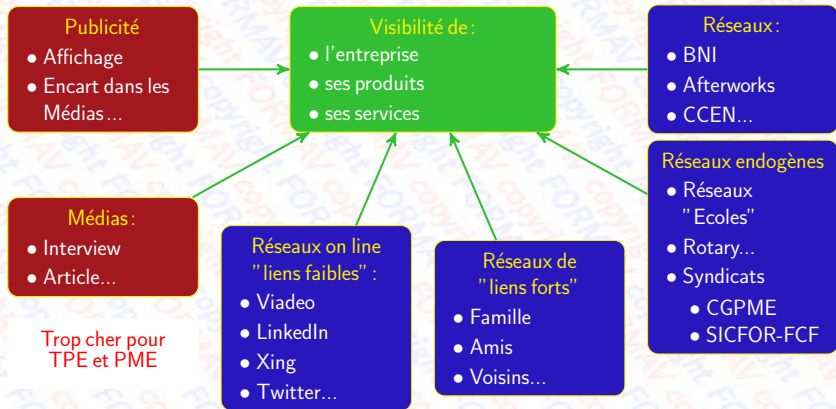 Publicité
• Affichage
• Encart dans les
Médias...
Visibilité de :
• l'entreprise
• ses produits
• ses services
Réseaux :
• BNI
• Afterworks
• CCEN...
Médias :
• Interview
• Article...
Trop cher pour
TPE et PME
Réseaux on line
"liens faibles" :
• Viadeo
• LinkedIn
• Xing
• Twitter...
Réseaux de
"liens forts"
• Famille
• Amis
• Voisins...
Réseaux endogènes
• Réseaux
"Ecoles"
• Rotary...
• Syndicats
• CGPME
• SICFOR-FCF
copyright FORMAV